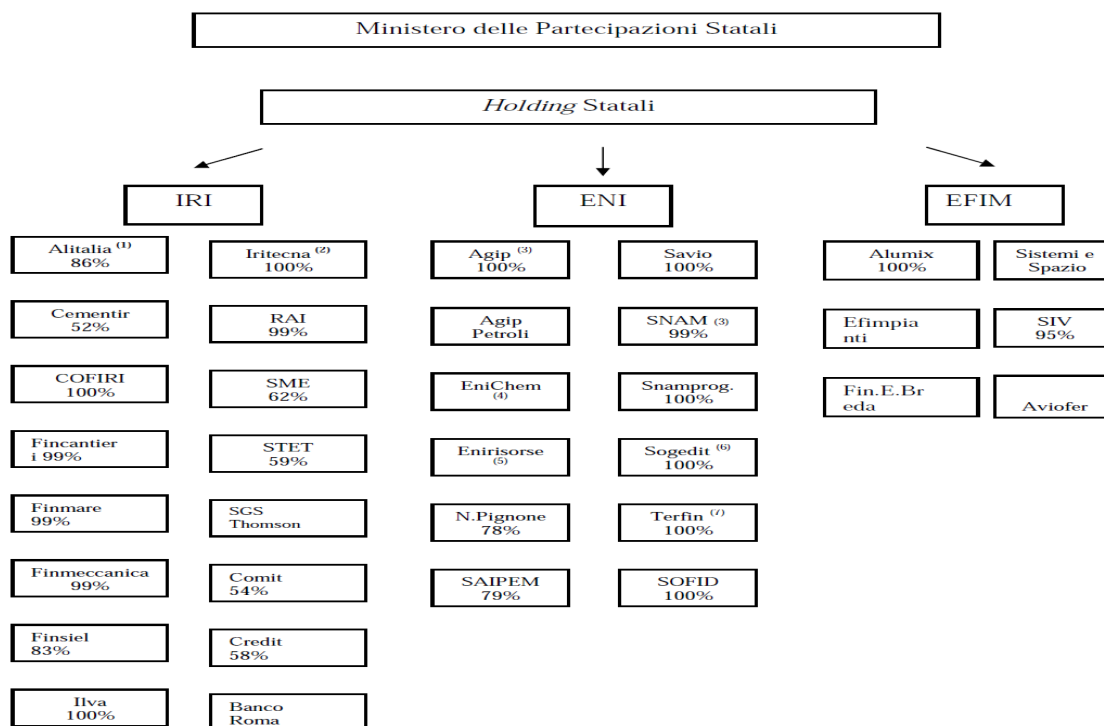 Ministero delle Partecipazioni Statali
Holding Statali
IRI
ENI
EFIM
Alitalia (1)
86%
Iritecna (2)
100%
Agip (3)
100%
Savio
100%
Alumix
100%
Sistemi e
Spazio
Cementir
52%
RAI
99%
Agip
Petroli
SNAM (3)
99%
Efimpia
nti
SIV
95%
COFIRI
100%
SME
62%
EniChem
(4)
Snamprog.
100%
Fin.E.Br
eda
Aviofer
Fincantier
i 99%
STET
59%
Enirisorse
(5)
Sogedit (6)
100%
Finmare
99%
SGS
Thomson
N.Pignone
78%
Terfin (7)
100%
Finmeccanica
99%
Comit
54%
SAIPEM
79%
SOFID
100%
Finsiel
83%
Credit
58%
Ilva
100%
Banco
Roma